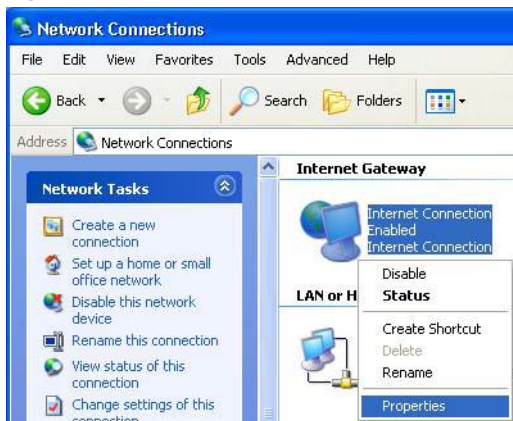 Network Connections
File Edit View Favorites Tools Advanced Help
Back Search Folders
Address Network Connections
Network Tasks
Create a new
connection
Set up a home or small
office network
Disable this network
device
Rename this connection
View status of this
connection
Change settings of this
connection
Internet Gateway
Internet Connection
Enabled
Internet Connection
LAN or H
Disable
Status
Create Shortcut
Delete
Rename
Properties